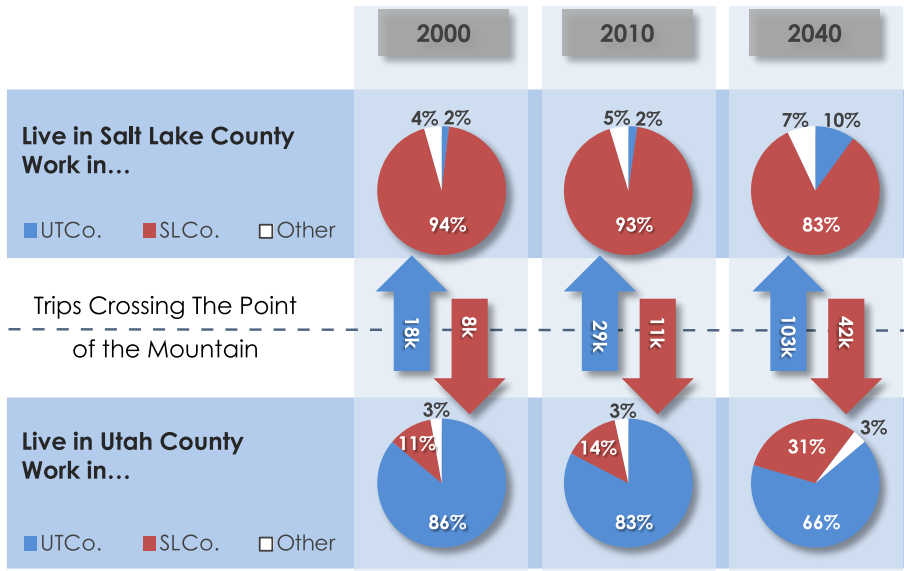 2000
2010
2040
Live in Salt Lake County
Work in...
UTCo.
SLCo.
Other
4%
2%
94%
5%
2%
93%
7%
10%
83%
Trips Crossing The Point
of the Mountain
18k
8k
29k
11k
103k
42k
Live in Utah County
Work in...
UTCo.
SLCo.
Other
3%
11%
86%
3%
14%
83%
3%
31%
66%